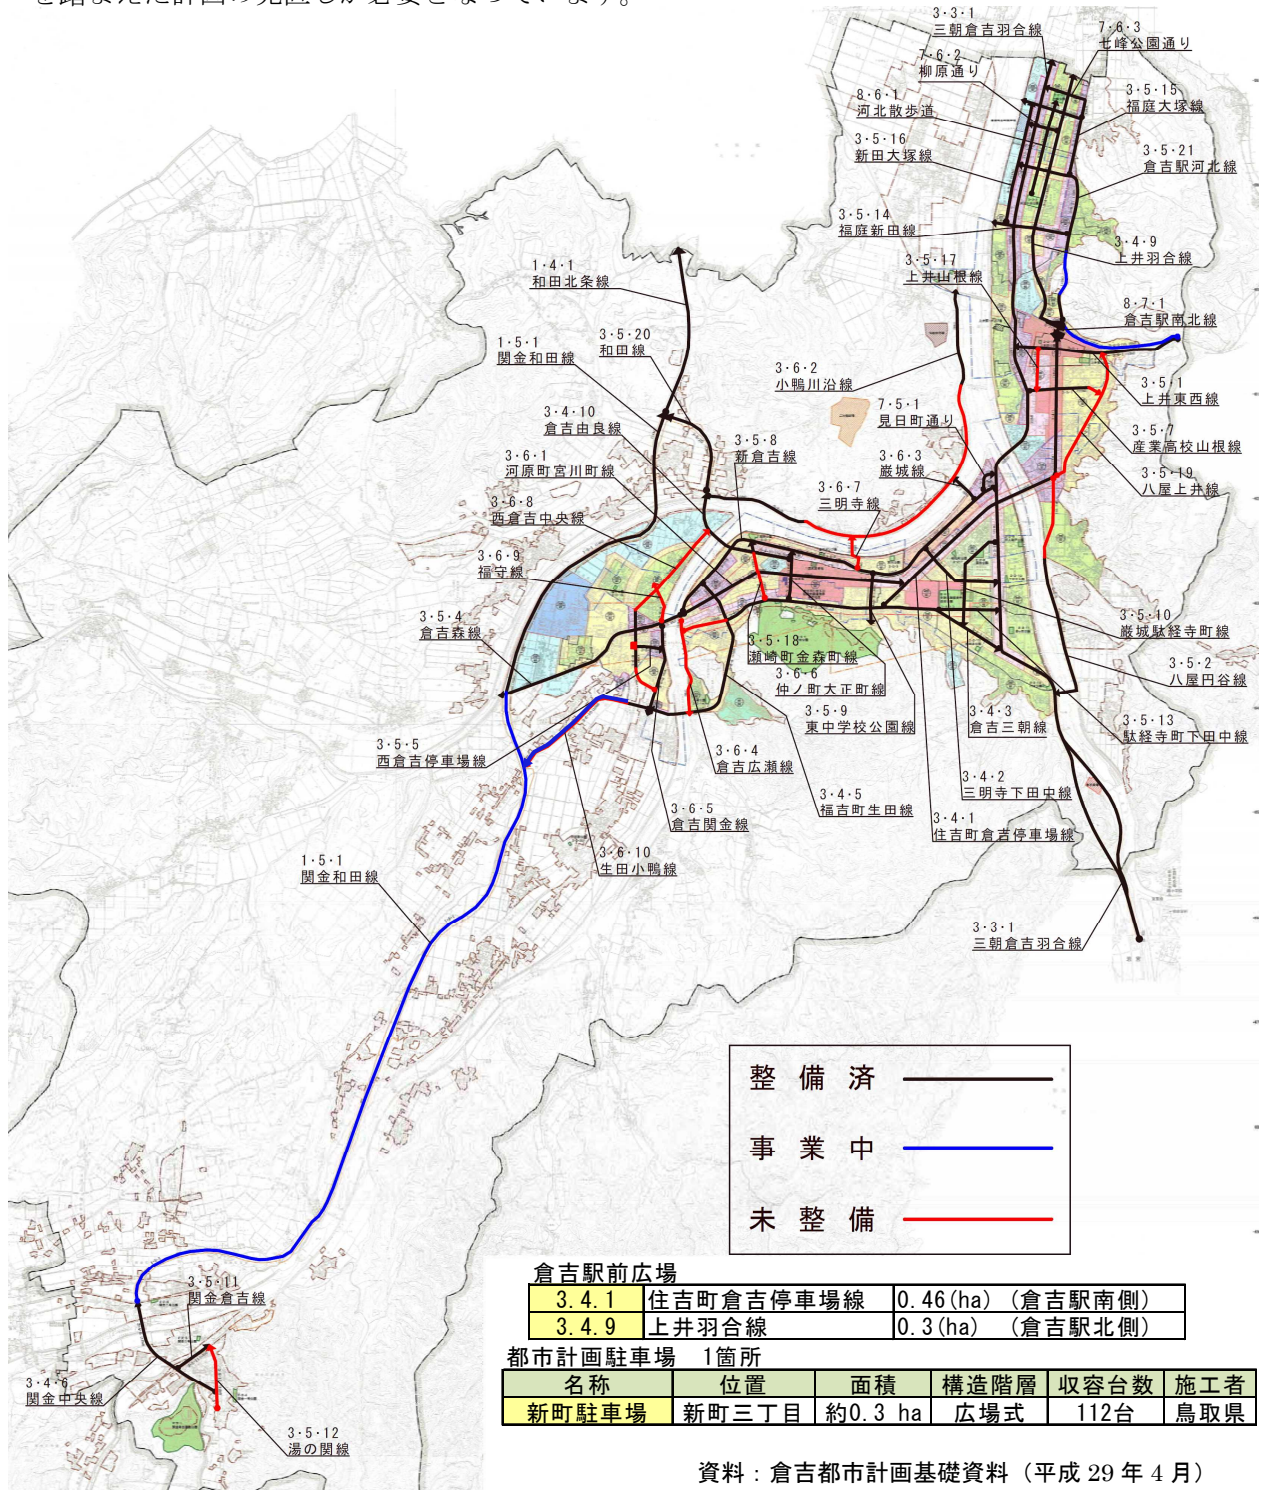 を踏まえた計画の見直しが必要となっています。
3・3・1
三朝倉吉羽合線
7・6・3
七峰公園通り
7・6・2
柳原通り
8・6・1
河北散歩道
3・5・15
福庭大塚線
3・5・16
新田大塚線
3・5・21
倉吉駅河北線
3・5・14
福庭新田線
3・4・9
上井羽合線
3・5・17
上井山根線
1・4・1
和田北条線
8・7・1
倉吉駅南北線
3・5・20
和田線
1・5・1
関金和田線
3・6・2
小鴨川沿線
3・5・1
上井東西線
3・4・10
倉吉由良線
7・5・1
見日町通り
3・5・7
産業高校山根線
3・5・8
新倉吉線
3・6・1
河原町宮川町線
3・6・3
巌城線
3・5・19
八屋上井線
3・6・7
三明寺線
3・6・8
西倉吉中央線
3・6・9
福守線
3・5・4
倉吉森線
3・5・10
巌城駄経寺町線
3・5・18
瀬崎町金森町線
3・5・2
八屋円谷線
3・6・6
仲ノ町大正町線
3・5・9
東中学校公園線
3・4・3
倉吉三朝線
3・5・13
駄経寺町下田中線
3・5・5
西倉吉停車場線
3・6・4
倉吉広瀬線
3・4・2
三明寺下田中線
3・4・5
福吉町生田線
3・6・5
倉吉関金線
3・4・1
住吉町倉吉停車場線
3・6・10
生田小鴨線
1・5・1
関金和田線
3・3・1
三朝倉吉羽合線
整備済
事業中
未整備
3・5・11
関金倉吉線
3・4・6
関金中央線
3・5・12
湯の関線
倉吉駅前広場
3.4.1 住吉町倉吉停車場線 0.46(ha) (倉吉駅南側)
3.4.9 上井羽合線 0.3(ha) (倉吉駅北側)
都市計画駐車場 1箇所
名称 位置 面積 構造階層 収容台数 施工者
新町駐車場 新町三丁目 約0.3 ha 広場式 112台 鳥取県
資料：倉吉都市計画基礎資料（平成 29 年 4 月）